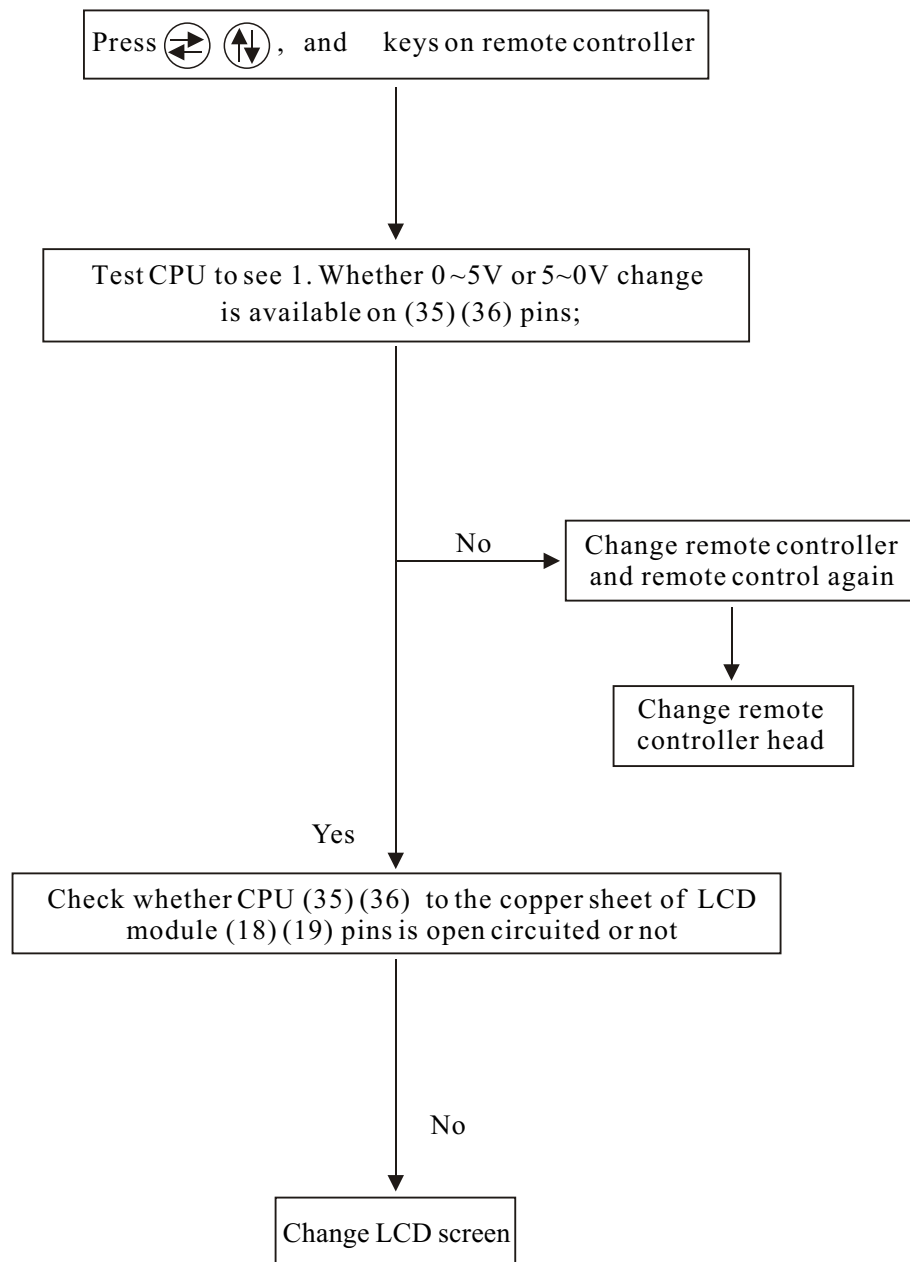 Press , and keys on remote controller
Test CPU to see 1. Whether 0~5V or 5~0V change
is available on (35) (36) pins;
No
Change remote controller
and remote control again
Change remote
controller head
Yes
Check whether CPU (35) (36) to the copper sheet of LCD
module (18) (19) pins is open circuited or not
No
Change LCD screen